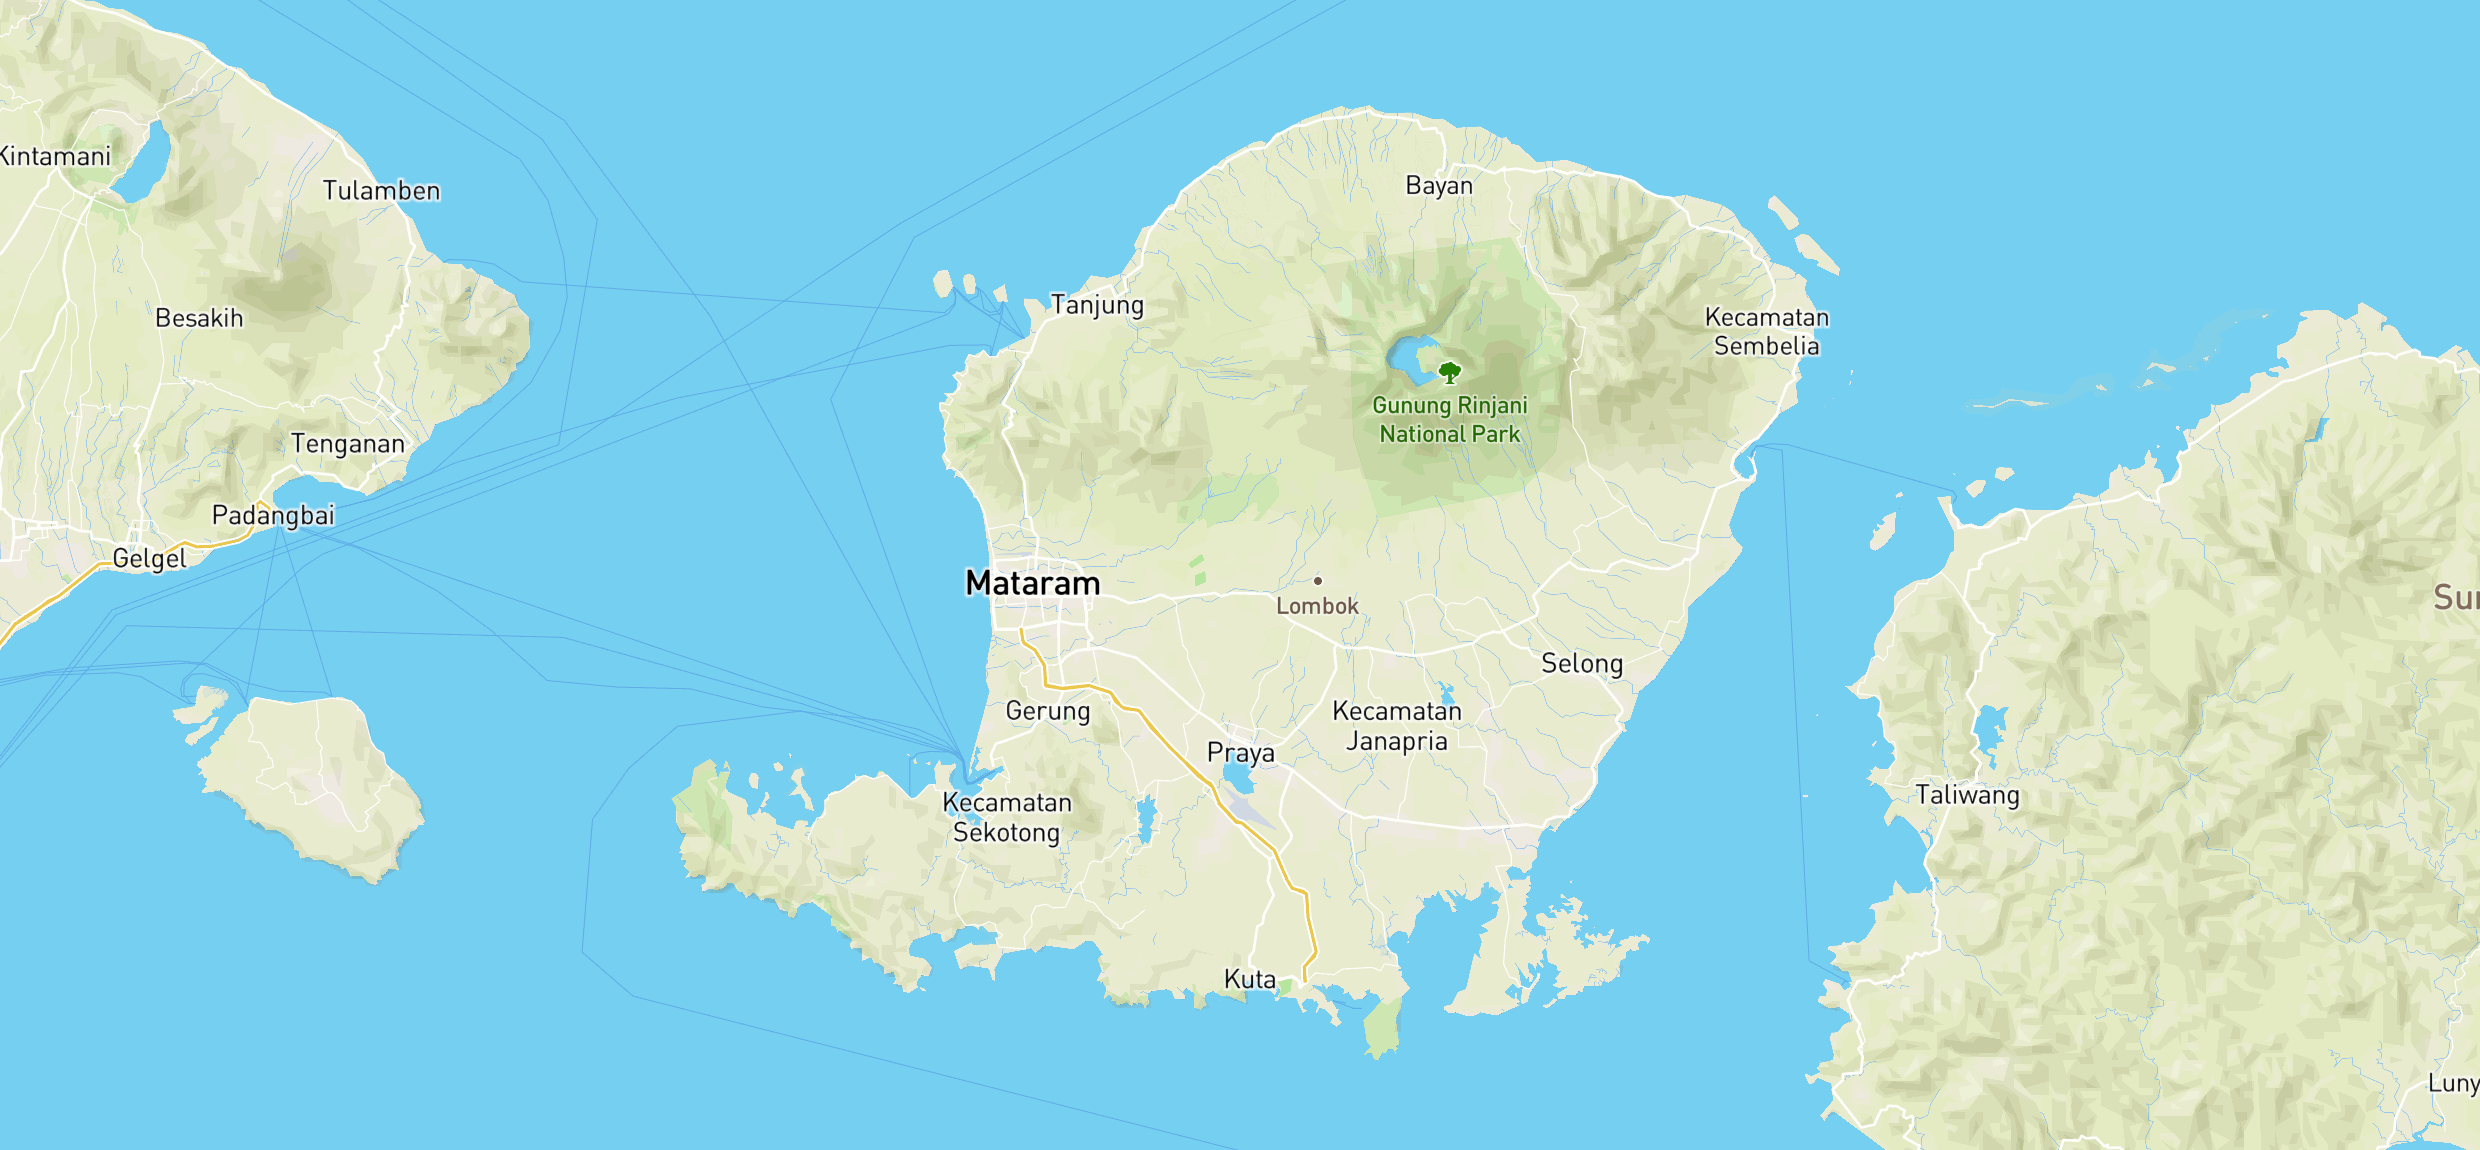 Kintamani
Tulamben
Bayan
Besakih
Tanjung
Kecamatan
Sembelia
Gunung Rinjani
National Park
Tenganan
Padangbai
Gelgel
Mataram
Lombok
Sur
Selong
Gerung
Kecamatan
Janapria
Praya
Kecamatan
Sekotong
Taliwang
Kuta
Luny